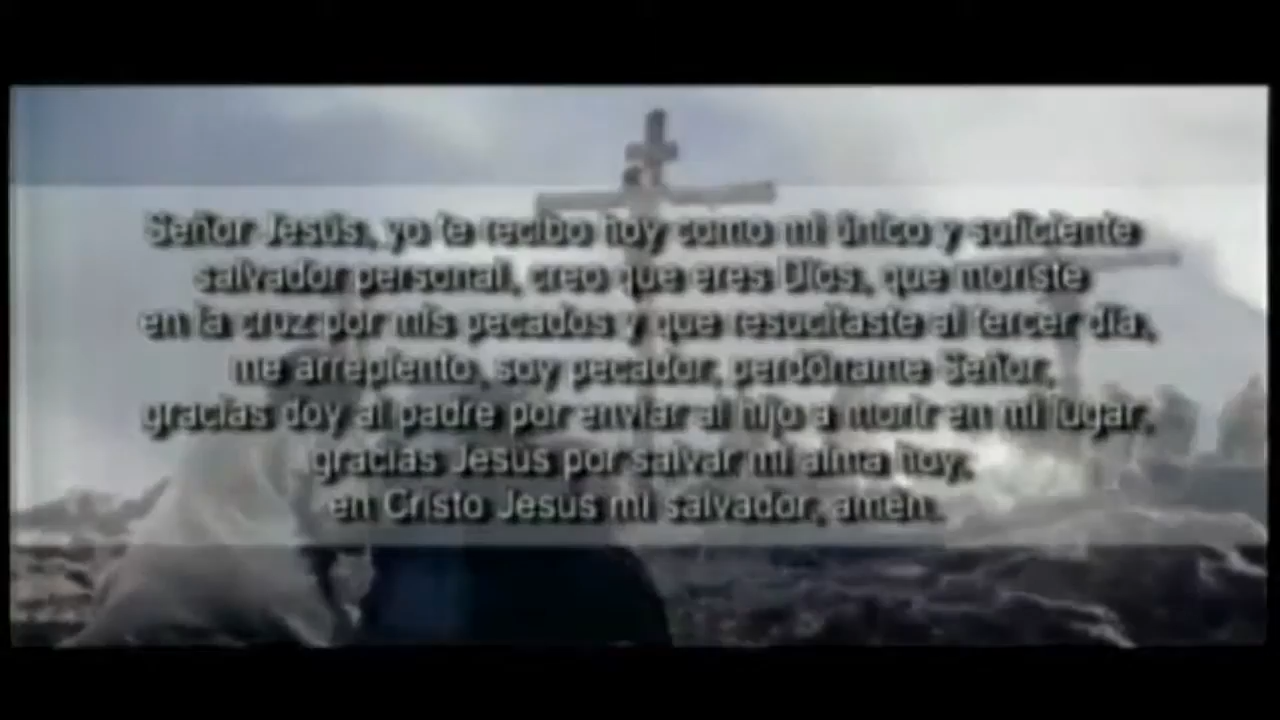 Señor Jesús, yo te recibo hoy como mi único y suficiente
salvador personal, creo que eres Dios, que moriste
en la cruz por mis pecados y que resucitaste al tercer día,
me arrepiento, soy pecador, perdóname Señor,
gracias doy al padre por enviar al hijo a morir en mi lugar,
gracias Jesús por salvar mi alma hoy,
en Cristo Jesús mi salvador, amén.